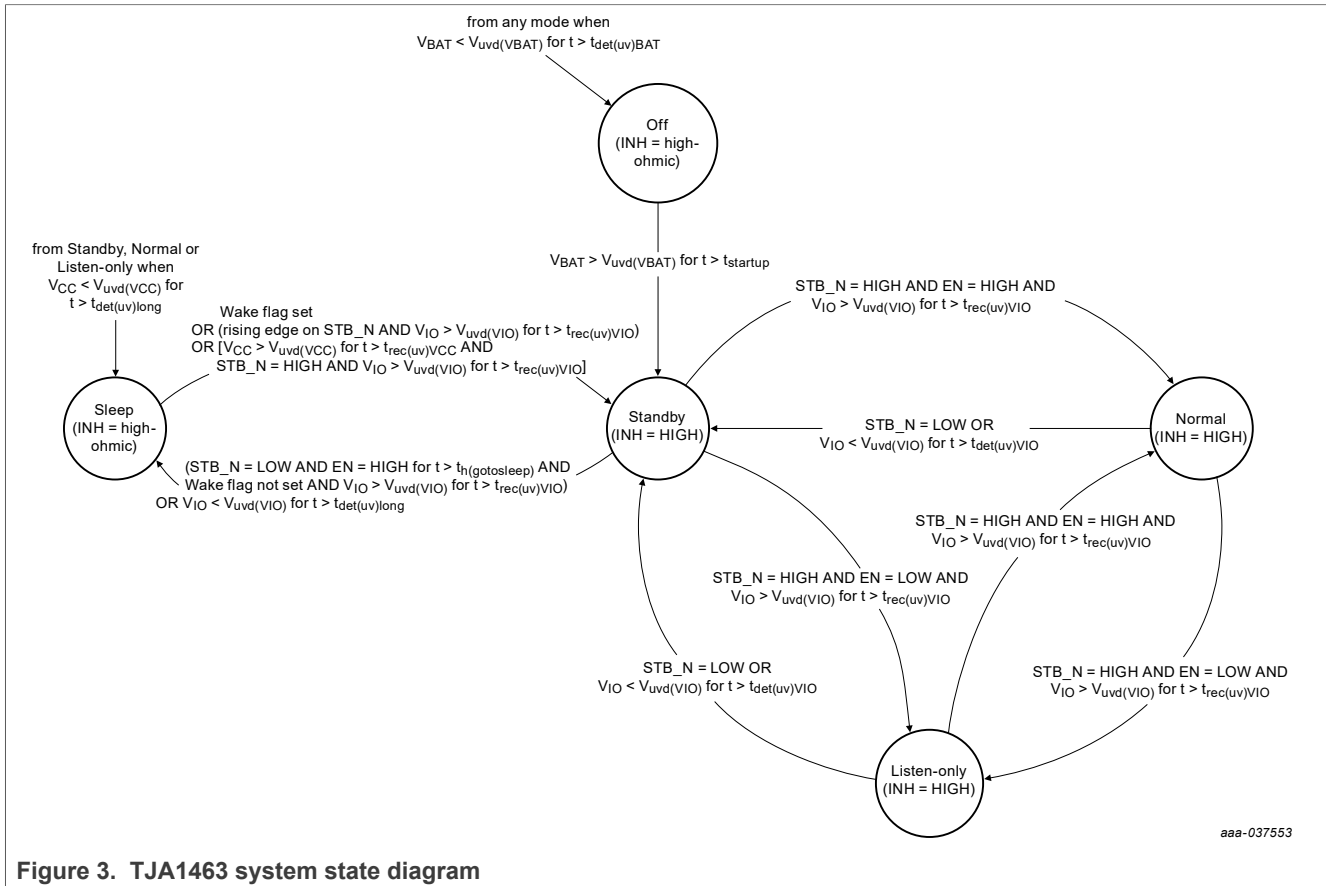 from any mode when
VBAT < Vuvd(VBAT) for t > tdet(uv)BAT
Off
(INH = high-
ohmic)
VBAT > Vuvd(VBAT) for t > tstartup
from Standby, Normal or
Listen-only when
VCC < Vuvd(VCC) for
t > tdet(uv)long
Wake flag set
OR (rising edge on STB_N AND VIO > Vuvd(VIO) for t > trec(uv)VIO)
OR [VCC > Vuvd(VCC) for t > trec(uv)VCC AND
STB_N = HIGH AND VIO > Vuvd(VIO) for t > trec(uv)VIO]
STB_N = HIGH AND EN = HIGH AND
VIO > Vuvd(VIO) for t > trec(uv)VIO
Sleep
(INH = high-
ohmic)
Standby
(INH = HIGH)
STB_N = LOW OR
VIO < Vuvd(VIO) for t > tdet(uv)VIO
Normal
(INH = HIGH)
(STB_N = LOW AND EN = HIGH for t > th(gotosleep) AND
Wake flag not set AND VIO > Vuvd(VIO) for t > trec(uv)VIO)
OR VIO < Vuvd(VIO) for t > tdet(uv)long
STB_N = HIGH AND EN = HIGH AND
VIO > Vuvd(VIO) for t > trec(uv)VIO
STB_N = HIGH AND EN = LOW AND
VIO > Vuvd(VIO) for t > trec(uv)VIO
STB_N = LOW OR
VIO < Vuvd(VIO) for t > tdet(uv)VIO
STB_N = HIGH AND EN = LOW AND
VIO > Vuvd(VIO) for t > trec(uv)VIO
Listen-only
(INH = HIGH)
aaa-037553
Figure 3. TJA1463 system state diagram